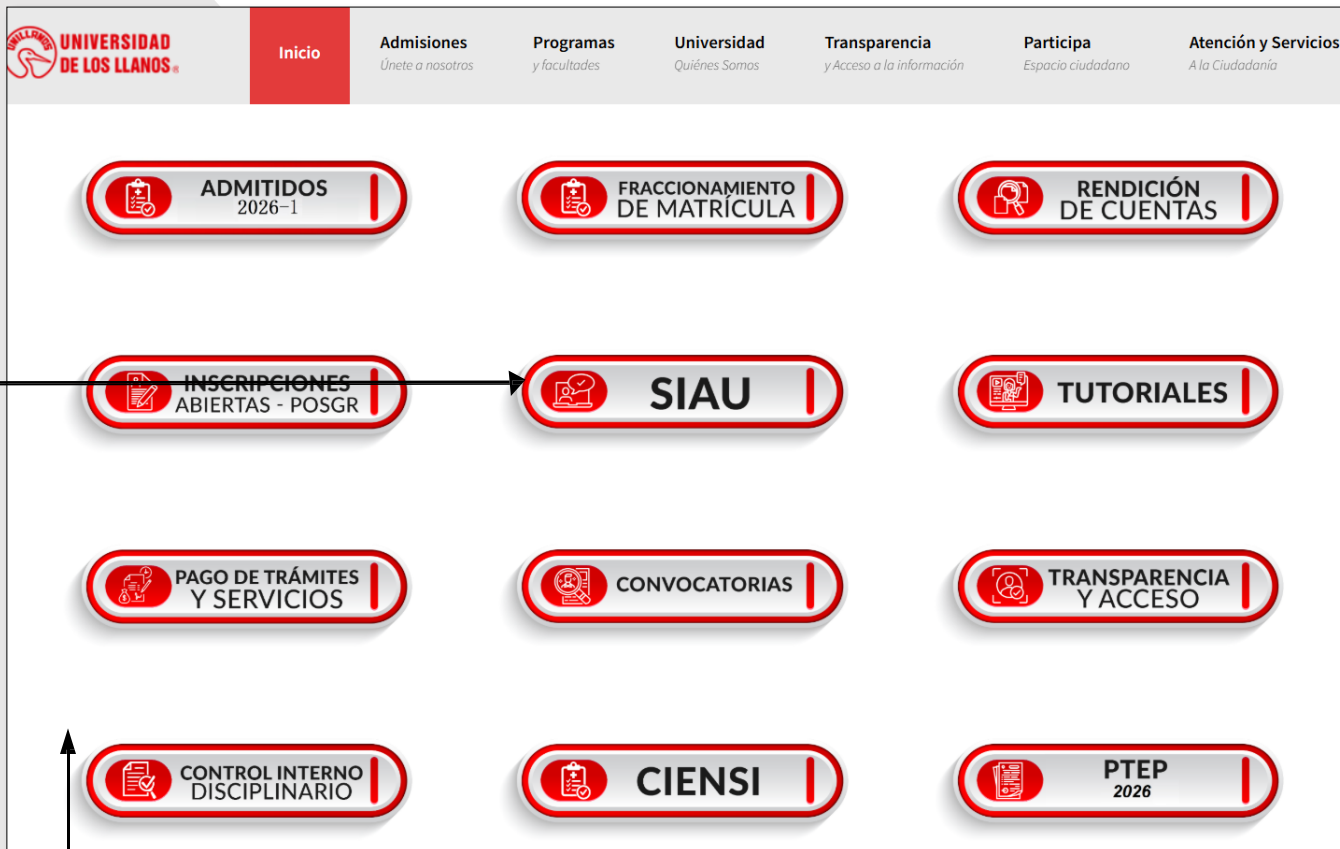 UNILLANOS
UNIVERSIDAD
DE LOS LLANOS
Inicio
Admisiones
Únete a nosotros
Programas
y facultades
Universidad
Quiénes Somos
Transparencia
y Acceso a la información
Participa
Espacio ciudadano
Atención y Servicios
A la Ciudadanía
ADMITIDOS
2026-1
FRACCIONAMIENTO
DE MATRÍCULA
RENDICIÓN
DE CUENTAS
INSCRIPCIONES
ABIERTAS - POSGR
SIAU
TUTORIALES
PAGO DE TRÁMITES
Y SERVICIOS
CONVOCATORIAS
TRANSPARENCIA
Y ACCESO
CONTROL INTERNO
DISCIPLINARIO
CIENSI
PTEP
2026